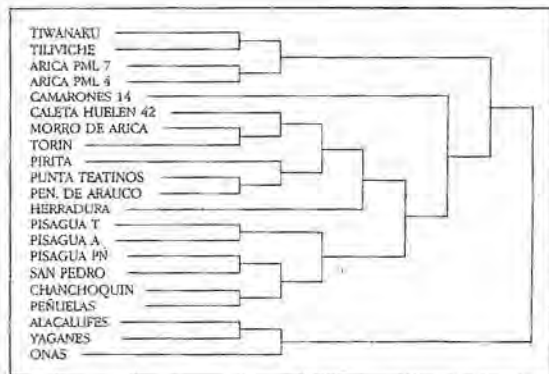 TIWANAKU
TILIVICHE
ARICA PML 7
ARICA PML 4
CAMARONES 14
CALETA HUELEN 42
MORRO DE ARICA
TORIN
PIRITA
PUNTA TEATINOS
PEN. DE ARAUCO
HERRADURA
PISAGUA T
PISAGUA A
PISAGUA PÑ
SAN PEDRO
CHANCHOQUIN
PEÑUELAS
ALACALUFES
YAGANES
ONAS